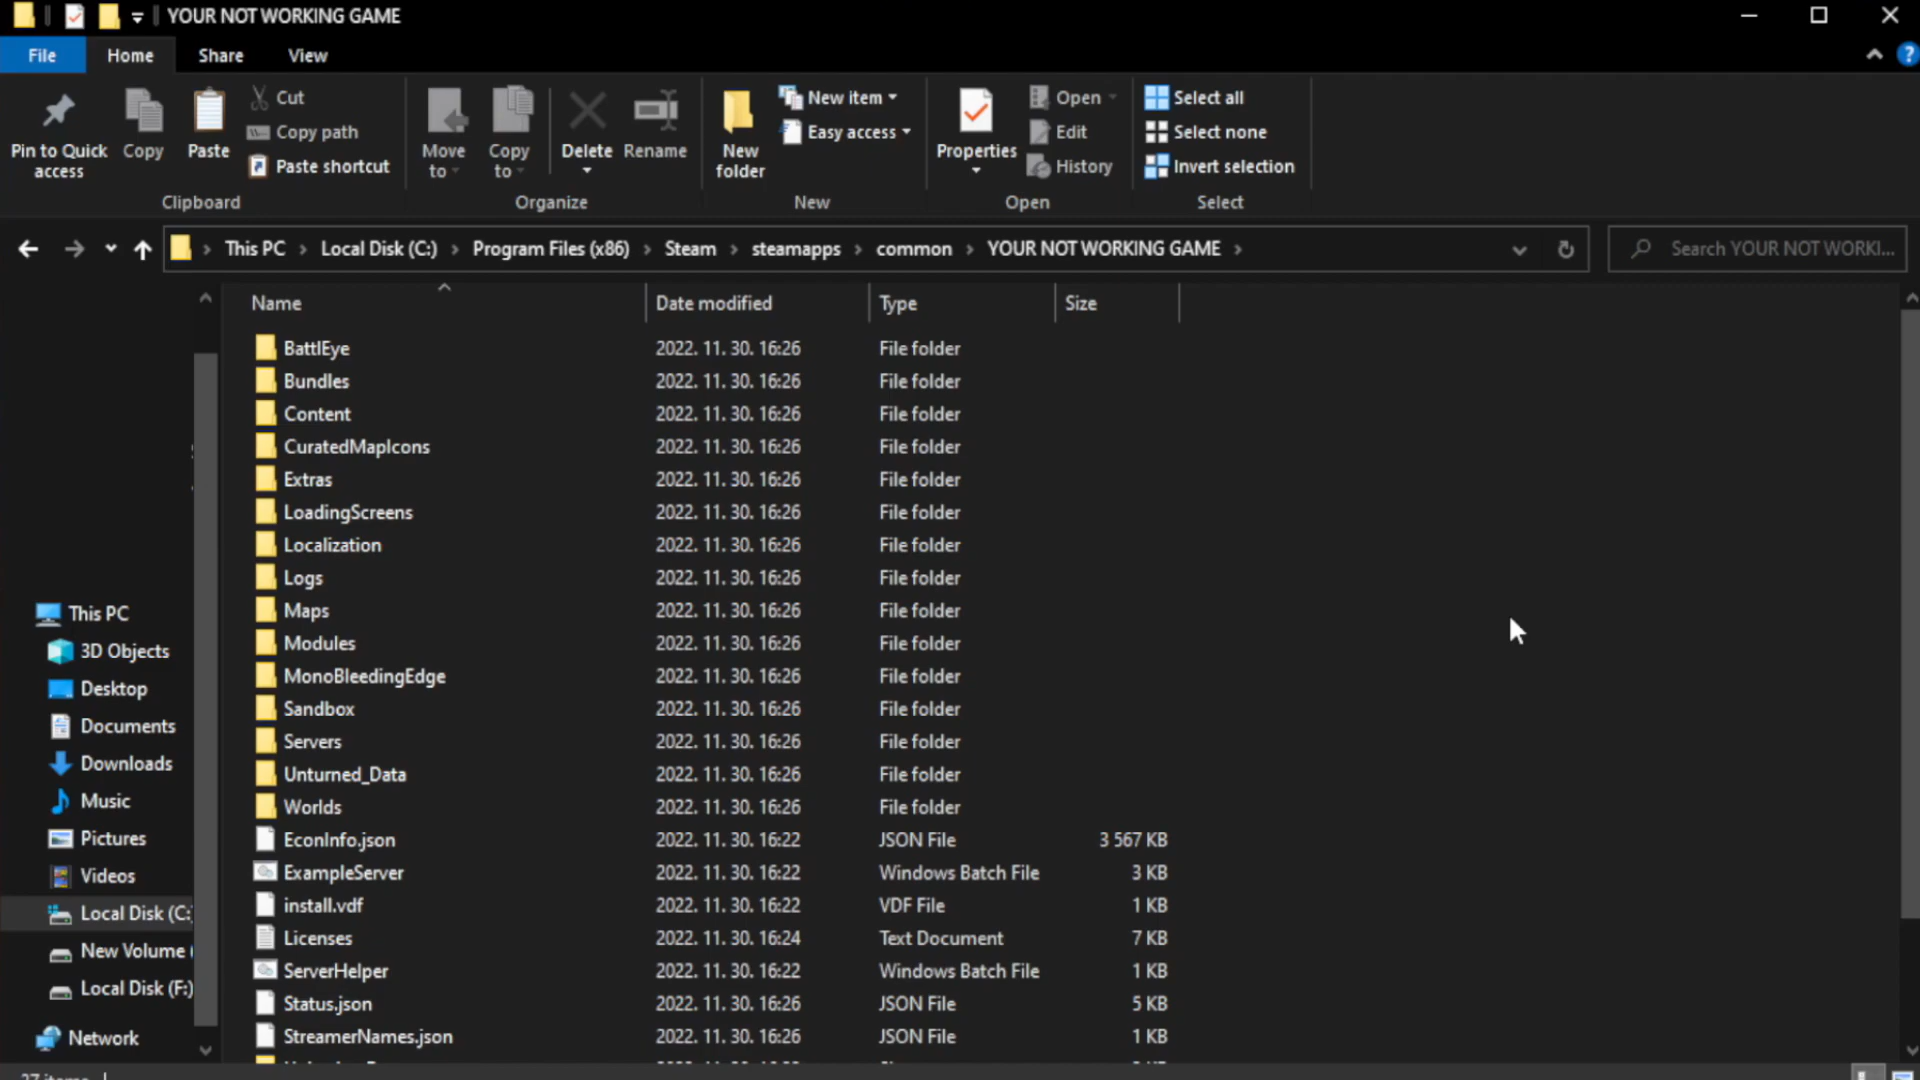 YOUR NOT WORKING GAME
File
Home
Share
View
Pin to Quick access
Copy
Paste
Cut
Copy path
Paste shortcut
Clipboard
Move to
Copy to
Delete
Rename
Organize
New folder
New item
Easy access
New
Properties
Open
Edit
History
Open
Select all
Select none
Invert selection
Select
This PC > Local Disk (C:) > Program Files (x86) > Steam > steamapps > common > YOUR NOT WORKING GAME >
Search YOUR NOT WORKI...
Name Date modified Type Size
BattlEye 2022. 11. 30. 16:26 File folder
Bundles 2022. 11. 30. 16:26 File folder
Content 2022. 11. 30. 16:26 File folder
CuratedMapIcons 2022. 11. 30. 16:26 File folder
Extras 2022. 11. 30. 16:26 File folder
LoadingScreens 2022. 11. 30. 16:26 File folder
Localization 2022. 11. 30. 16:26 File folder
Logs 2022. 11. 30. 16:26 File folder
Maps 2022. 11. 30. 16:26 File folder
Modules 2022. 11. 30. 16:26 File folder
MonoBleedingEdge 2022. 11. 30. 16:26 File folder
Sandbox 2022. 11. 30. 16:26 File folder
Servers 2022. 11. 30. 16:26 File folder
Unturned_Data 2022. 11. 30. 16:26 File folder
Worlds 2022. 11. 30. 16:26 File folder
EconInfo.json 2022. 11. 30. 16:22 JSON File 3 567 KB
ExampleServer 2022. 11. 30. 16:22 Windows Batch File 3 KB
install.vdf 2022. 11. 30. 16:22 VDF File 1 KB
Licenses 2022. 11. 30. 16:24 Text Document 7 KB
ServerHelper 2022. 11. 30. 16:22 Windows Batch File 1 KB
Status.json 2022. 11. 30. 16:26 JSON File 5 KB
StreamerNames.json 2022. 11. 30. 16:26 JSON File 1 KB
This PC
3D Objects
Desktop
Documents
Downloads
Music
Pictures
Videos
Local Disk (C:
New Volume (
Local Disk (F:)
Network